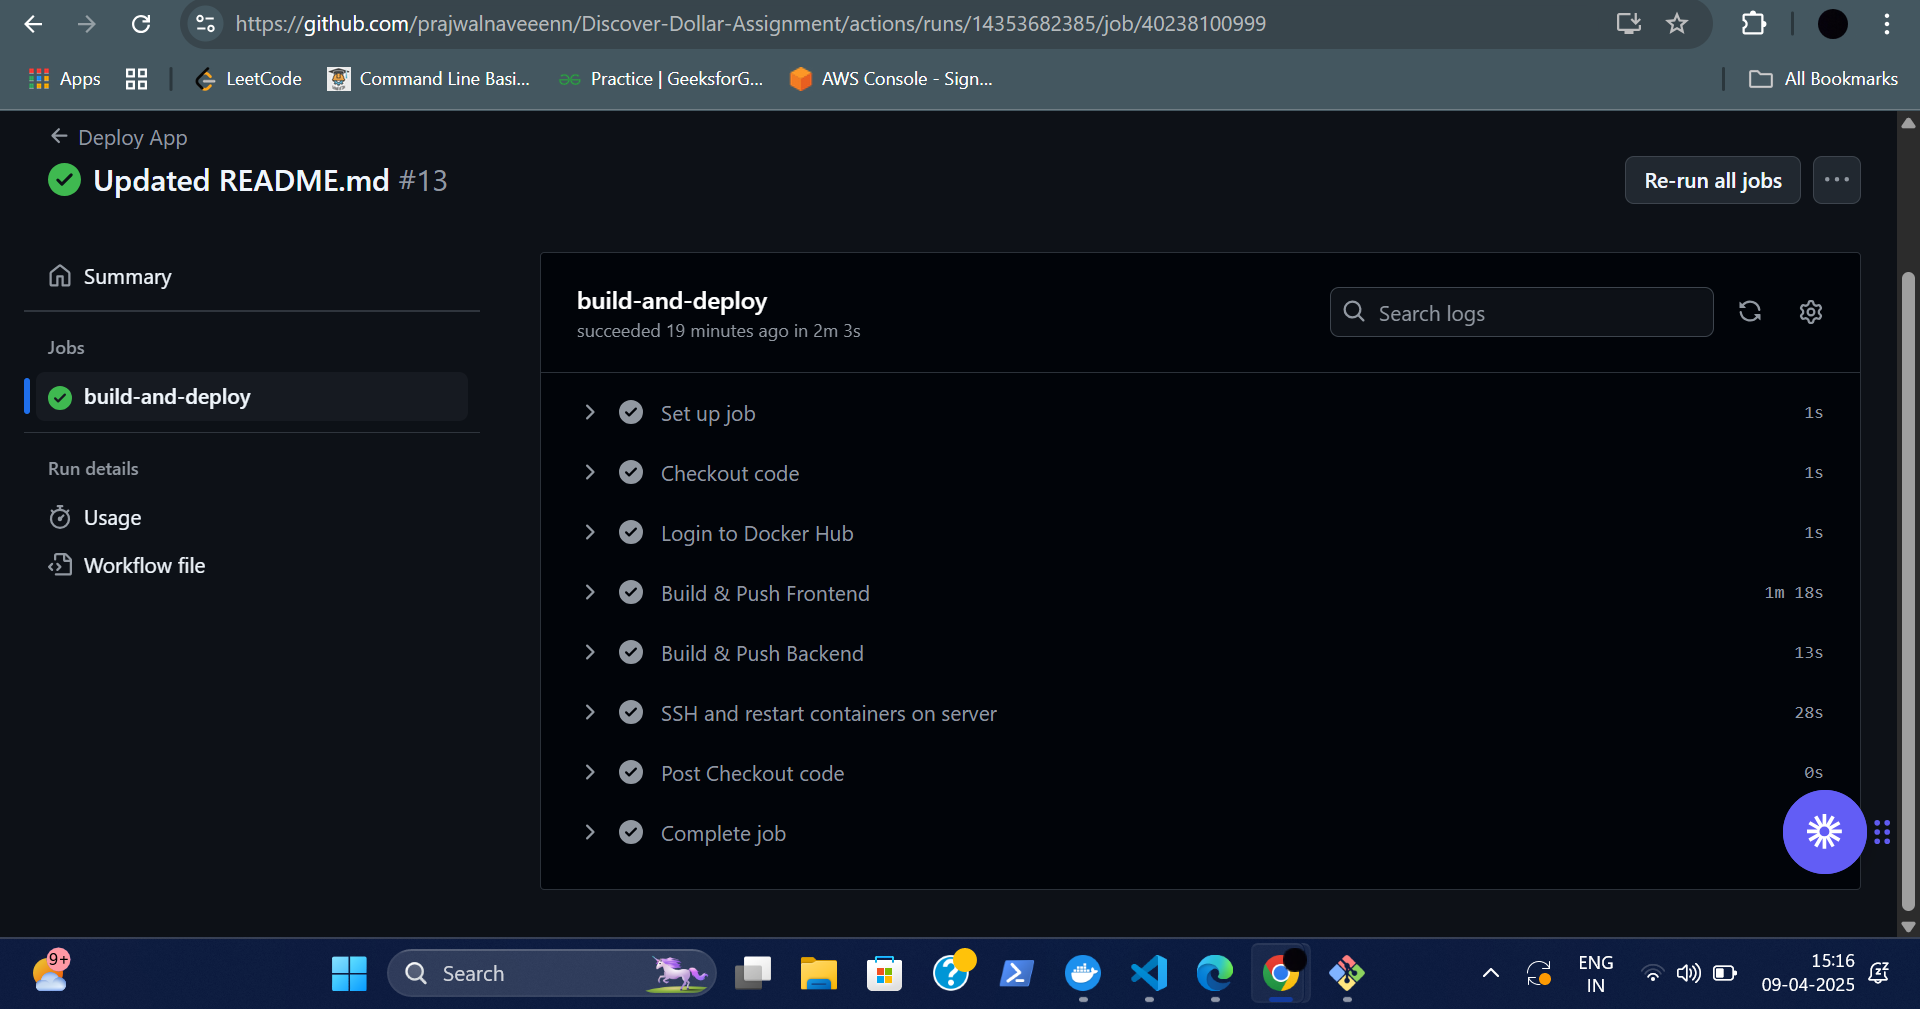 https://github.com/prajwalnaveeenn/Discover-Dollar-Assignment/actions/runs/14353682385/job/40238100999
Apps
LeetCode
Command Line Basi...
Practice | GeeksforG...
AWS Console - Sign...
All Bookmarks
Deploy App
Updated README.md #13
Re-run all jobs
Summary
Jobs
build-and-deploy
Run details
Usage
Workflow file
build-and-deploy
succeeded 19 minutes ago in 2m 3s
Search logs
Set up job 1s
Checkout code 1s
Login to Docker Hub 1s
Build & Push Frontend 1m 18s
Build & Push Backend 13s
SSH and restart containers on server 28s
Post Checkout code 0s
Complete job
9+
Search
ENG
IN
15:16
09-04-2025